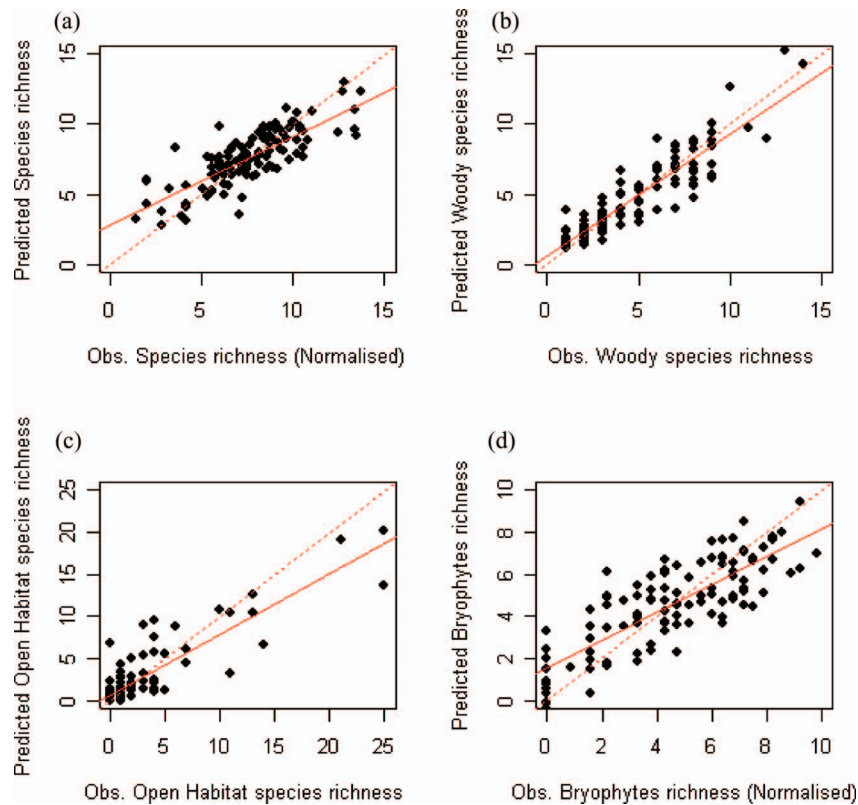 (a)
Predicted Species richness
0 5 10 15
0 5 10 15
Obs. Species richness (Normalised)
(b)
Predicted Woody species richness
0 5 10 15
0 5 10 15
Obs. Woody species richness
(c)
Predicted Open Habitat species richness
0 5 10 15 20 25
0 5 10 15 20 25
Obs. Open Habitat species richness
(d)
Predicted Bryophytes richness
0 2 4 6 8 10
0 2 4 6 8 10
Obs. Bryophytes richness (Normalised)